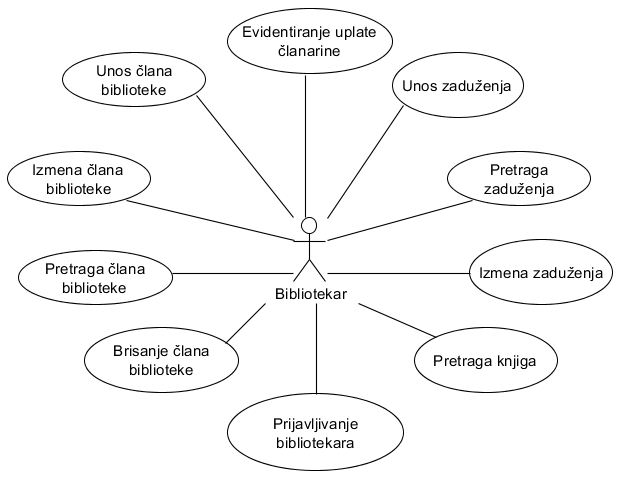 Evidentiranje uplate
članarine
Unos člana
biblioteke
Unos zaduženja
Izmena člana
biblioteke
Pretraga
zaduženja
Pretraga člana
biblioteke
Izmena zaduženja
Bibliotekar
Brisanje člana
biblioteke
Pretraga knjiga
Prijavljivanje
bibliotekara